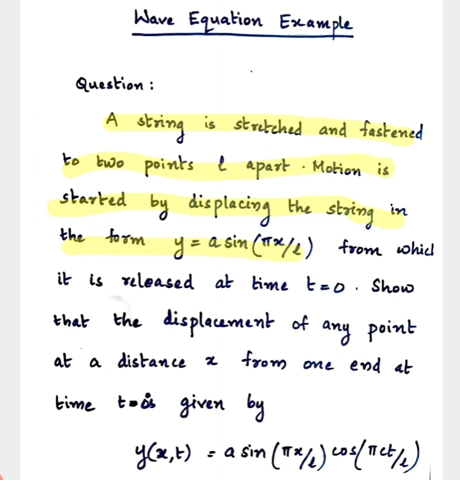 Wave Equation Example
Question:
A string is stretched and fastened
to two points l apart. Motion is
started by displacing the string in
the form y = a sin(πx/l) from whic
it is released at time t=0. Show
that the displacement of any point
at a distance x from one end at
time given by
y(x,t) = a sin(πx/l) cos(πct/l)